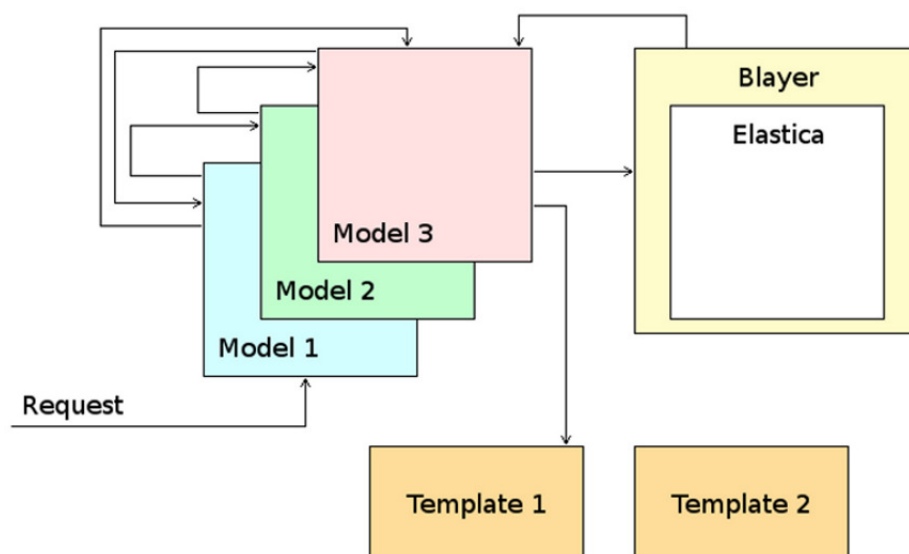 Blayer
Elastica
Model 3
Model 2
Model 1
Request
Template 1
Template 2